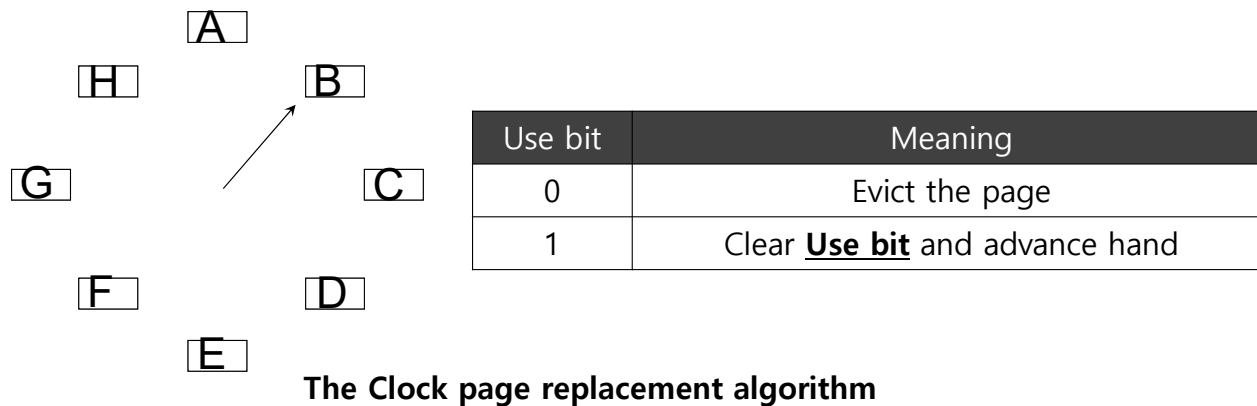 A
H
B
G
C
F
D
E
Use bit Meaning
0 Evict the page
1 Clear Use bit and advance hand
The Clock page replacement algorithm